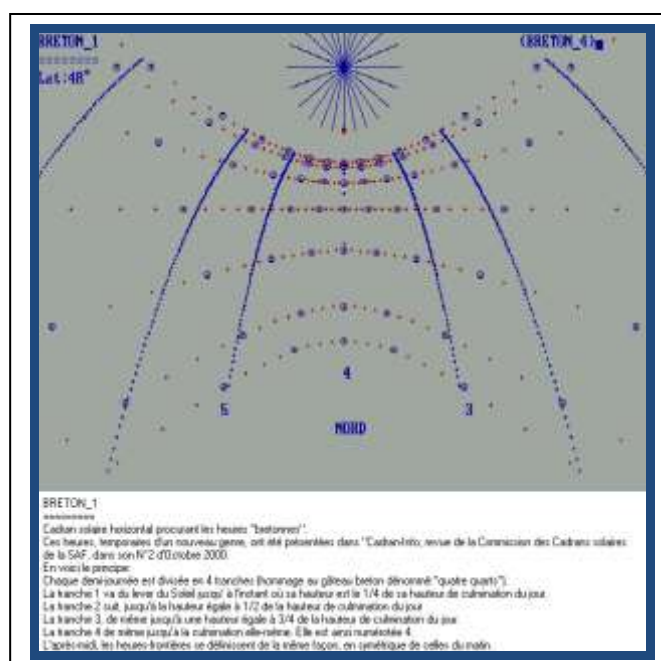 BRETON_1
(BRETON_4)
========
Lat:48°
4
5
3
NORD
BRETON_1
========
Cadran solaire horizontal procurant les heures "bretonnes".
Ces heures, temporaires d'un nouveau genre, ont été présentées dans "Cadran-Info, revue de la Commission des Cadrans solaires
de la SAF, dans son N°2 d'Octobre 2000.
En voici le principe:
Chaque demi-journée est divisée en 4 tranches (hommage au gâteau breton dénommé "quatre quarts").
La tranche 1 va du lever du Soleil jusqu' à l'instant où sa hauteur est le 1/4 de sa hauteur de culmination du jour.
La tranche 2 suit, jusqu'à la hauteur égale à 1/2 de la hauteur de culmination du jour
La tranche 3, de même jusqu'à une hauteur égale à 3/4 de la hauteur de culmination du jour
La tranche 4 de même jusqu'à la culmination elle-même. Elle est ainsi numérotée 4.
L'après-midi, les heures-frontières se définissent de la même façon, en symétrique de celles du matin.